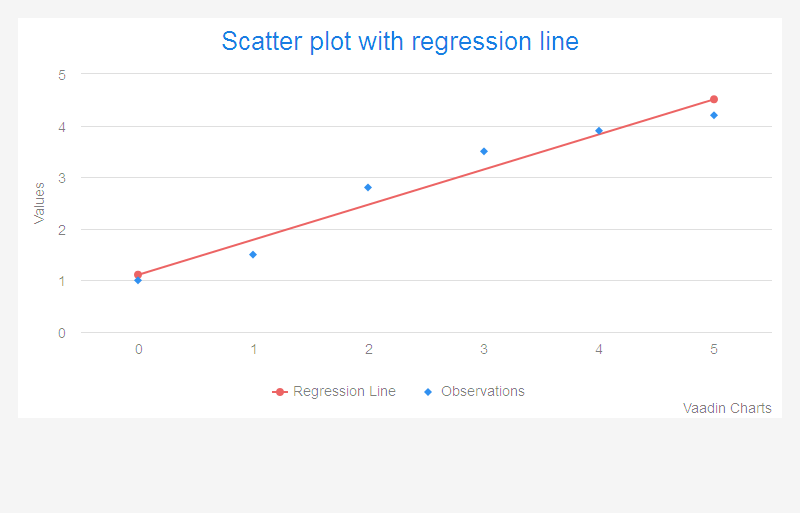 Scatter plot with regression line
Values
5
4
3
2
1
0
0 1 2 3 4 5
Regression Line Observations
Vaadin Charts